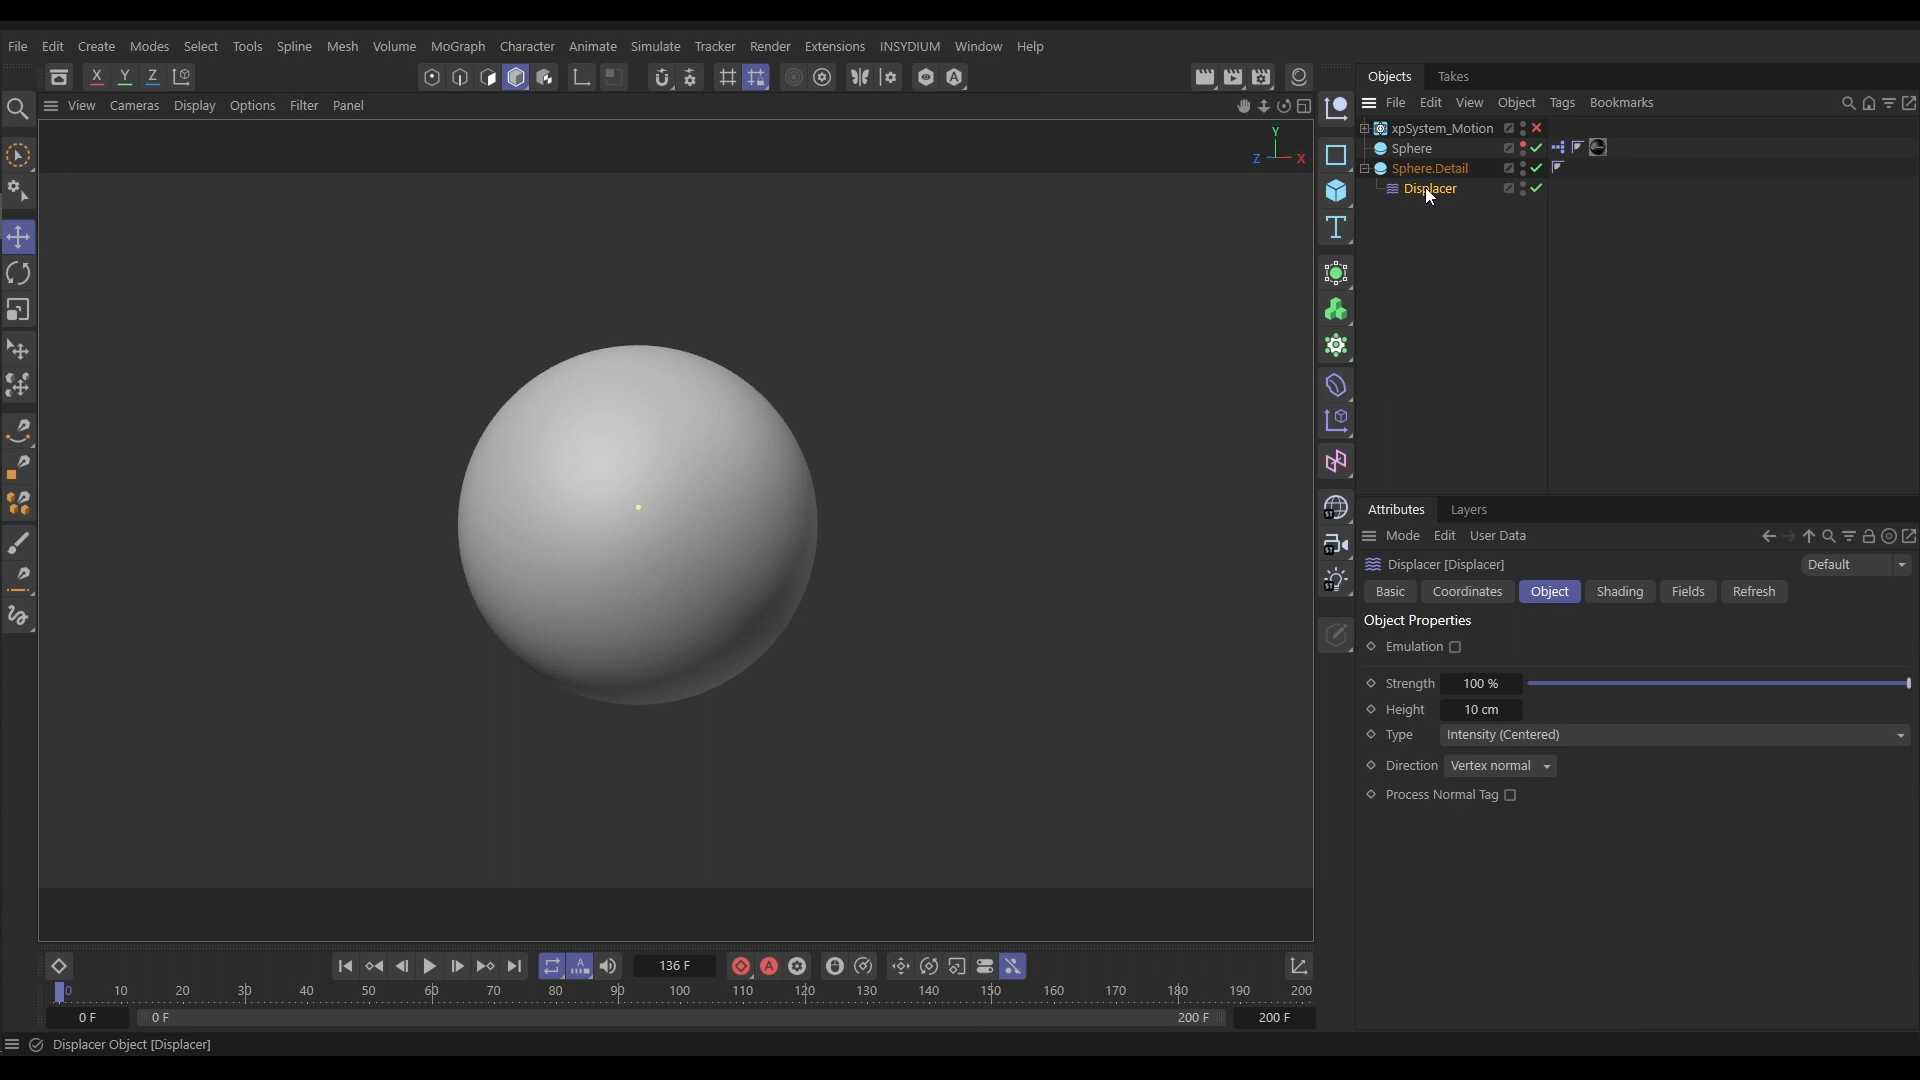 File Edit Create Modes Select Tools Spline Mesh Volume MoGraph Character Animate Simulate Tracker Render Extensions INSYDIUM Window Help
X Y Z
Objects Takes
View Cameras Display Options Filter Panel
File Edit View Object Tags Bookmarks
xpSystem_Motion
Sphere
Sphere.Detail
Displacer
Y
Z X
Attributes Layers
Mode Edit User Data
Displacer [Displacer] Default
Basic Coordinates Object Shading Fields Refresh
Object Properties
Emulation
Strength 100 %
Height 10 cm
Type Intensity (Centered)
Direction Vertex normal
Process Normal Tag
136 F
0 10 20 30 40 50 60 70 80 90 100 110 120 130 140 150 160 170 180 190 200
0 F 0 F 200 F 200 F
Displacer Object [Displacer]